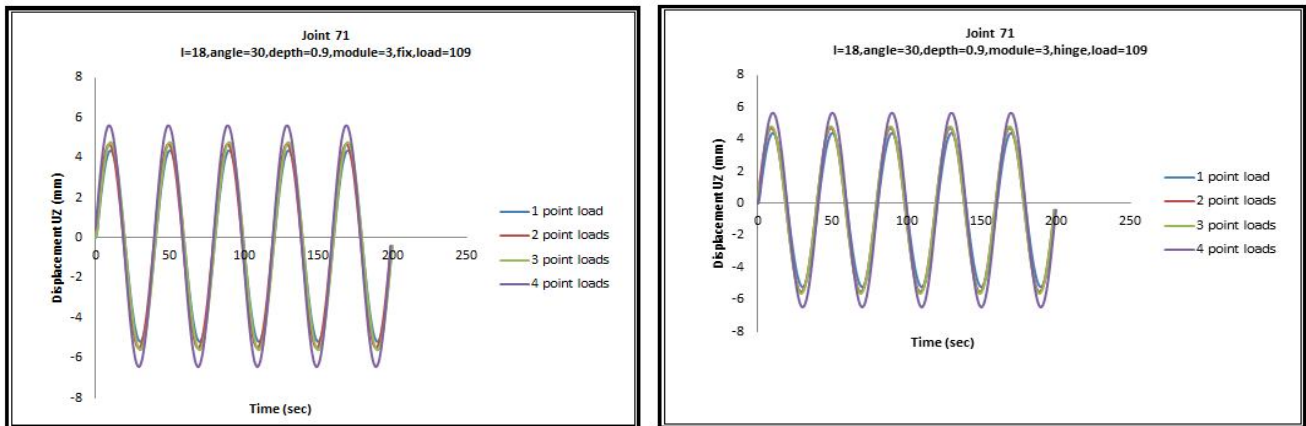 Joint 71
l=18,angle=30,depth=0.9,module=3,fix,load=109
8
6
4
2
0
-2
-4
-6
-8
0 50 100 150 200 250
Displacement UZ (mm)
Time (sec)
1 point load
2 point loads
3 point loads
4 point loads
Joint 71
l=18,angle=30,depth=0.9,module=3,hinge,load=109
8
6
4
2
0
-2
-4
-6
-8
0 50 100 150 200 250
Displacement UZ (mm)
Time (sec)
1 point load
2 point loads
3 point loads
4 point loads